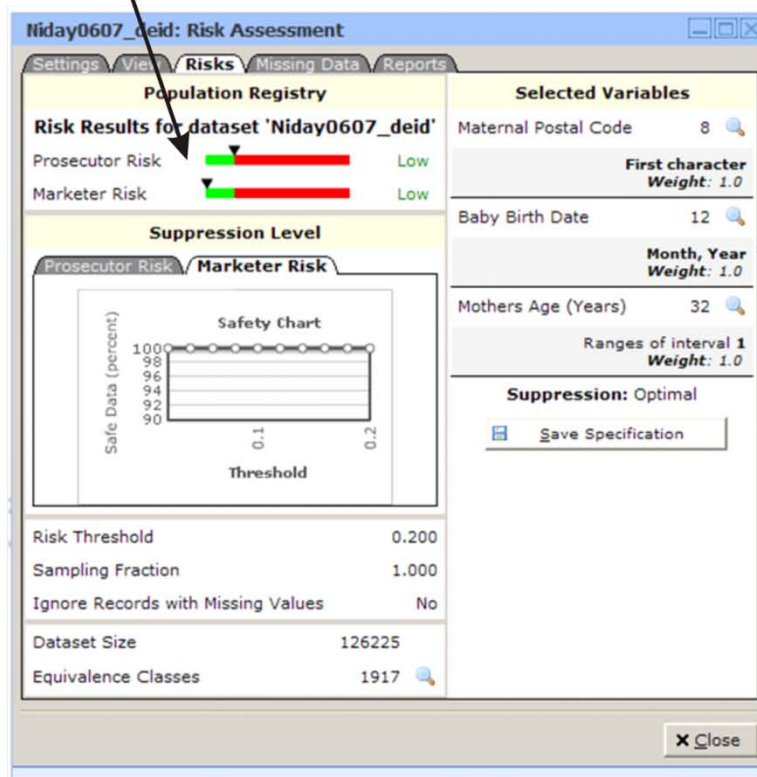 Niday0607_deid: Risk Assessment
Settings View Risks Missing Data Reports
Population Registry
Risk Results for dataset 'Niday0607_deid'
Prosecutor Risk Low
Marketer Risk Low
Suppression Level
Prosecutor Risk Marketer Risk
Safety Chart
Safe Data (percent)
100
98
96
94
92
90
0.1
0.2
Threshold
Risk Threshold 0.200
Sampling Fraction 1.000
Ignore Records with Missing Values No
Dataset Size 126225
Equivalence Classes 1917
Selected Variables
Maternal Postal Code 8
First character
Weight: 1.0
Baby Birth Date 12
Month, Year
Weight: 1.0
Mothers Age (Years) 32
Ranges of interval 1
Weight: 1.0
Suppression: Optimal
Save Specification
Close